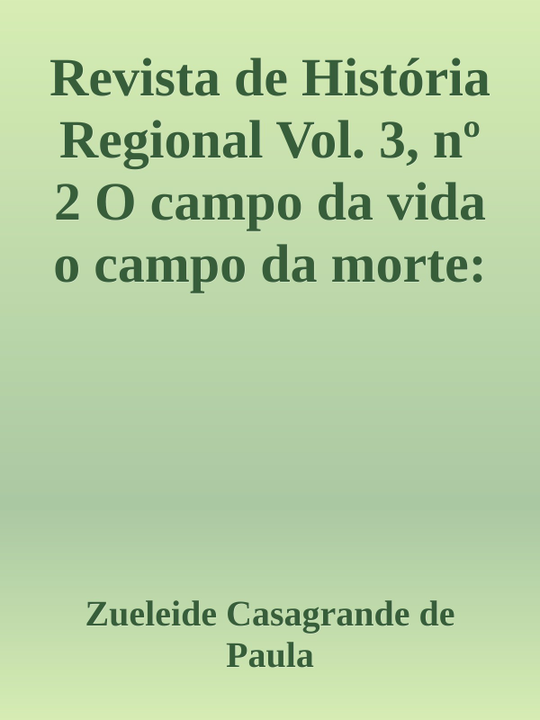 Revista de História
Regional Vol. 3, nº
2 O campo da vida
o campo da morte:
Zueleide Casagrande de
Paula